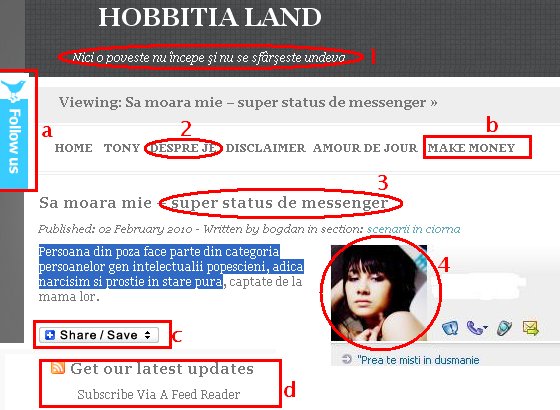 HOBBITIA LAND
Nici o poveste nu începe şi nu se sfârşeste undeva 1
a Follow us
Viewing: Sa moara mie – super status de messenger »
2 b
HOME TONY DESPRE JE DISCLAIMER AMOUR DE JOUR MAKE MONEY
3
Sa moara mie – super status de messenger
Published: 02 February 2010 - Written by bogdan in section: scenarii in ciorna
Persoana din poza face parte din categoria
persoanelor gen intelectualii popescieni, adica
narcisim si prostie in stare pura, captate de la
mama lor.
4
Share / Save c
"Prea te misti in dusmanie
Get our latest updates
Subscribe Via A Feed Reader d